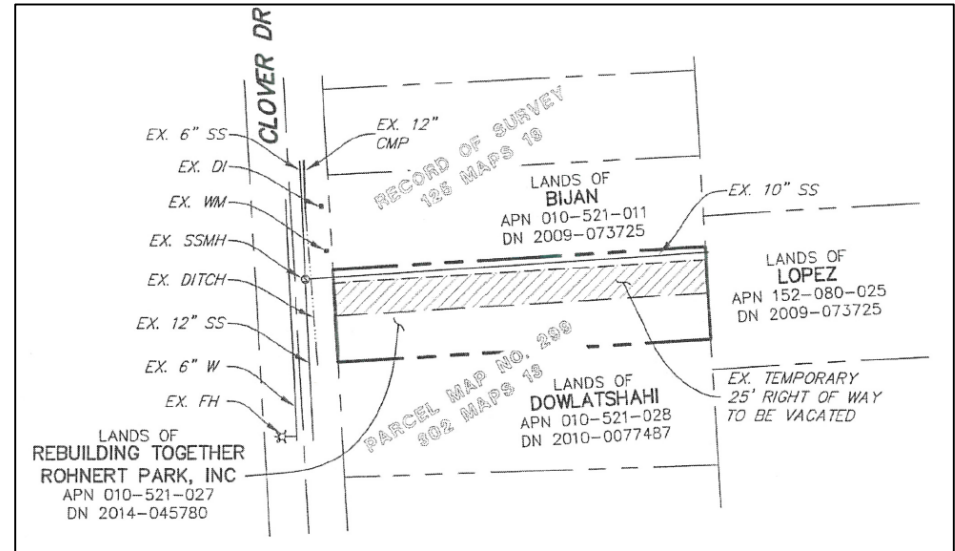 CLOVER DR
EX. 6" SS
EX. 12"
CMP
EX. DI
EX. WM
EX. SSMH
EX. DITCH
EX. 12" SS
EX. 6" W
EX. FH
RECORD OF SURVEY
125 MAPS 18
LANDS OF
BIJAN
APN 010-521-011
DN 2009-073725
EX. 10" SS
LANDS OF
LOPEZ
APN 152-080-025
DN 2009-073725
PARCEL MAP NO. 299
302 MAPS 13
LANDS OF
DOWLATSHAHI
APN 010-521-028
DN 2010-0077487
EX. TEMPORARY
25' RIGHT OF WAY
TO BE VACATED
LANDS OF
REBUILDING TOGETHER
ROHNERT PARK, INC
APN 010-521-027
DN 2014-045780